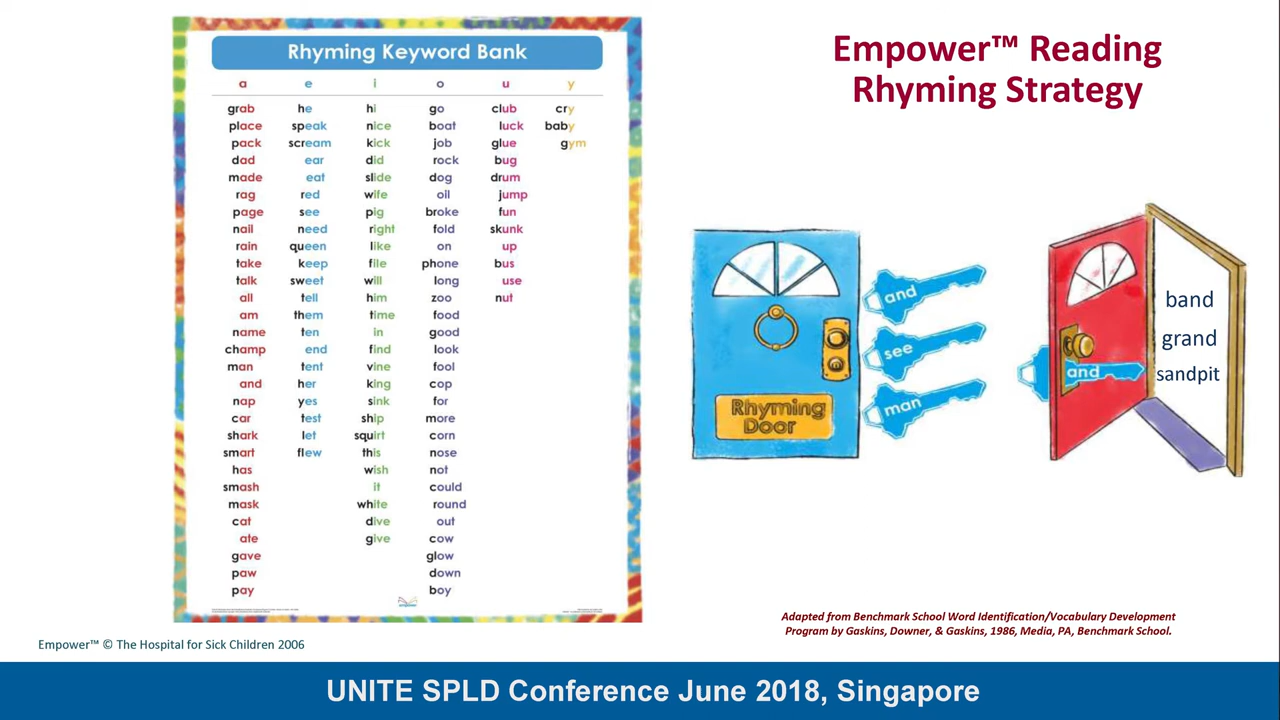 Rhyming Keyword Bank
a e i o u y
grab he hi go club cry
place speak nice boat luck baby
pack scream kick job glue gym
dad ear did rock bug
made eat slide dog drum
rag red wife oil jump
page see pig broke fun
nail need right fold skunk
rain queen like on up
take keep file phone bus
talk sweet will long use
all tell him zoo nut
am them time food
name ten in good
champ end find look
man tent vine fool
and her king cop
nap yes sink for
car test ship more
shark let squirt corn
smart flew this nose
has wish not
smash it could
mask white round
cat dive out
ate give cow
gave glow
paw down
pay boy
empower
Empower™ Reading
Rhyming Strategy
and
see
man
Rhyming
Door
and
band
grand
sandpit
Adapted from Benchmark School Word Identification/Vocabulary Development
Program by Gaskins, Downer, & Gaskins, 1986, Media, PA, Benchmark School.
Empower™ © The Hospital for Sick Children 2006
UNITE SPLD Conference June 2018, Singapore